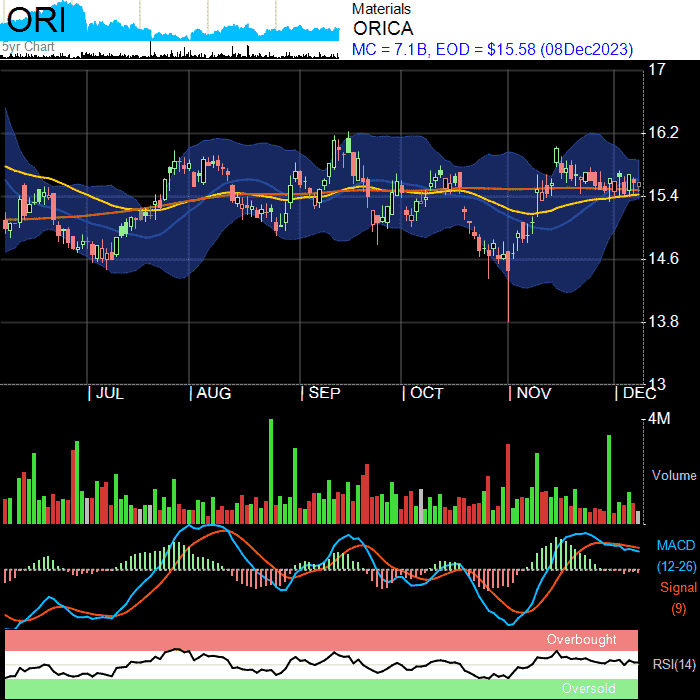 ORI
5yr Chart
Materials
ORICA
MC = 7.1B, EOD = $15.58 (08Dec2023)
17
16.2
15.4
14.6
13.8
13
| JUL
| AUG
| SEP
| OCT
| NOV
| DEC
4M
Volume
MACD
(12-26)
Signal
(9)
Overbought
RSI(14)
Oversold